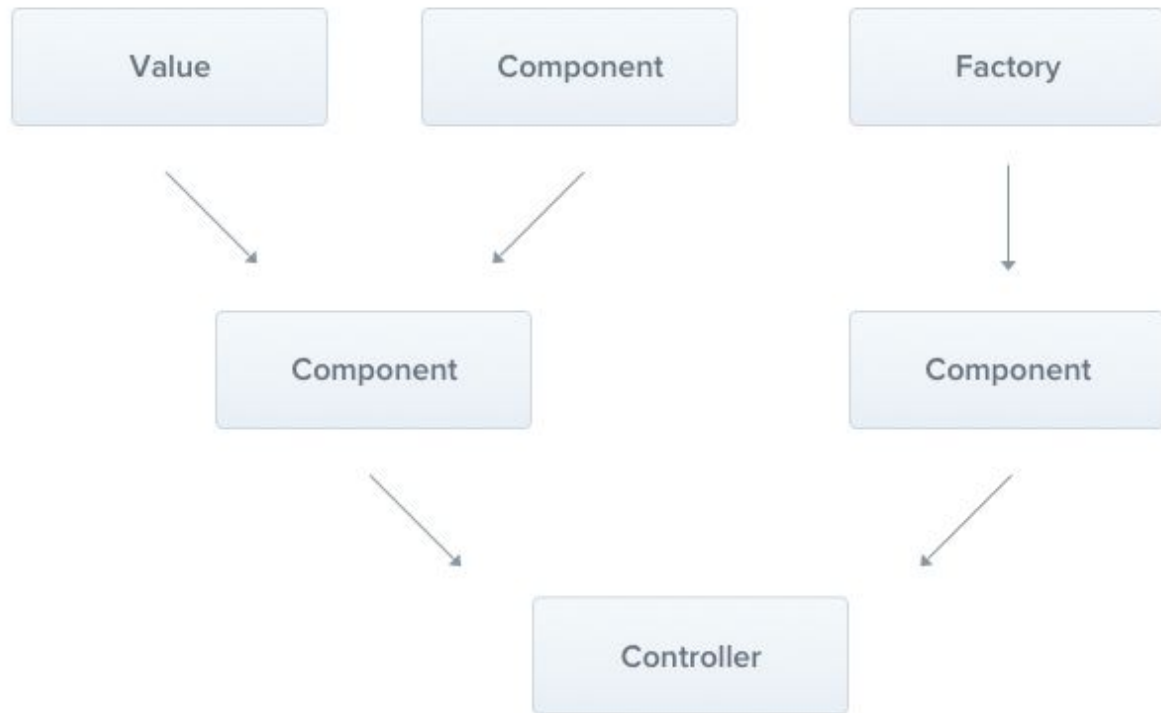 Value
Component
Factory
Component
Component
Controller